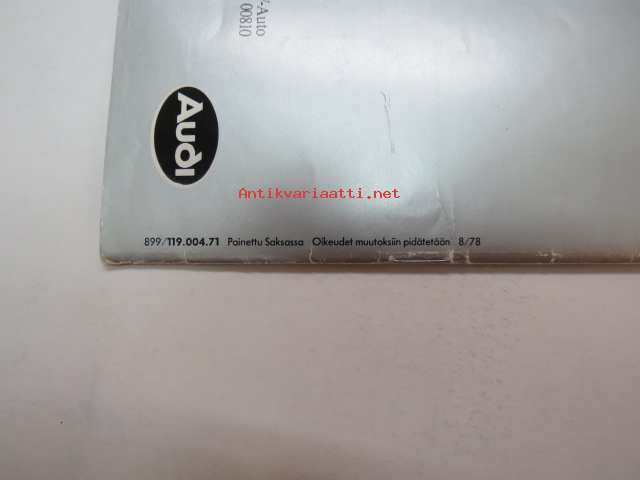 -Auto
00810
Audi
Antikvariaatti.net
899/119.004.71 Painettu Saksassa Oikeudet muutoksiin pidätetään 8/78